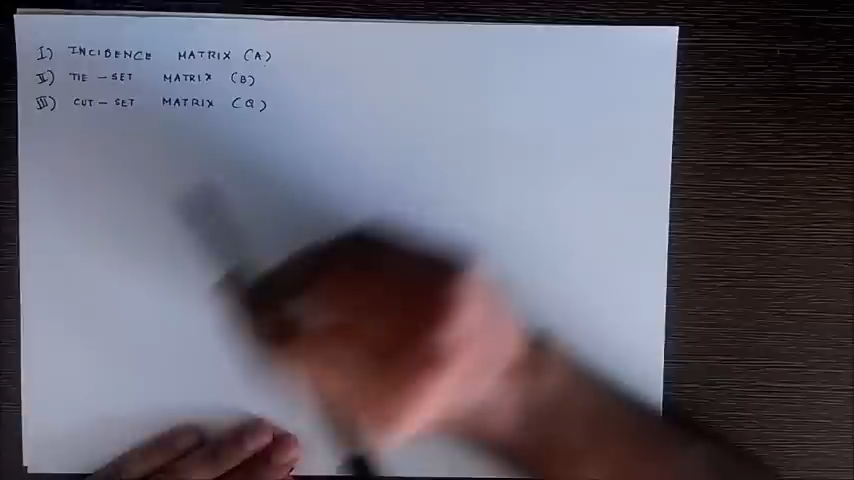 I) INCIDENCE MATRIX (A)
II) TIE - SET MATRIX (B)
III) CUT - SET MATRIX (Q)